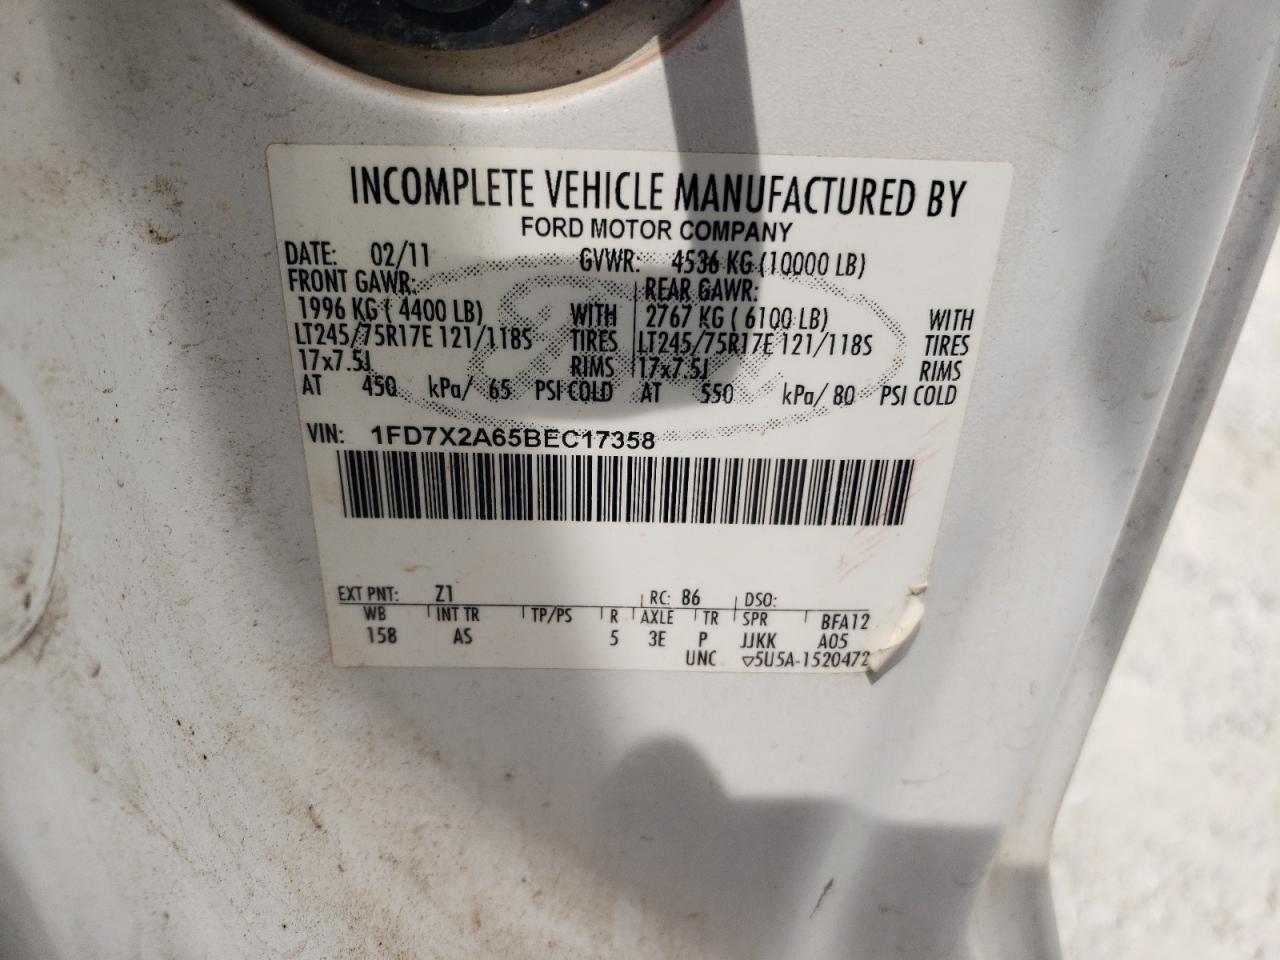 INCOMPLETE VEHICLE MANUFACTURED BY
FORD MOTOR COMPANY
DATE: 02/11 GVWR: 4536 KG (10000 LB)
FRONT GAWR: REAR GAWR:
1996 KG ( 4400 LB) WITH 2767 KG ( 6100 LB) WITH
LT245/75R17E 121/118S TIRES LT245/75R17E 121/118S TIRES
17x7.5J RIMS 17x7.5J RIMS
AT 450 kPa/ 65 PSI COLD AT 550 kPa/ 80 PSI COLD
VIN: 1FD7X2A65BEC17358
EXT PNT: Z1 RC: 86 DSO:
WB INT TR TP/PS R AXLE TR SPR BFA12
158 AS 5 3E P JJKK A05
UNC ▽5U5A-1520472